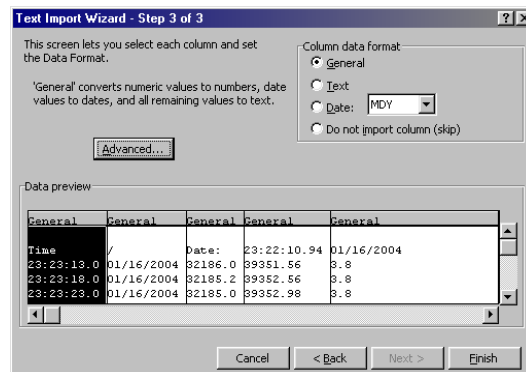 Text Import Wizard - Step 3 of 3
This screen lets you select each column and set
the Data Format.
'General' converts numeric values to numbers, date
values to dates, and all remaining values to text.
Advanced...
Column data format
General
Text
Date: MDY
Do not import column (skip)
Data preview
General General General General General
Time / Date: 23:22:10.94 01/16/2004
23:23:13.0 01/16/2004 32186.0 39351.56 3.8
23:23:18.0 01/16/2004 32185.2 39352.56 3.8
23:23:23.0 01/16/2004 32185.0 39352.98 3.8
Cancel < Back Next > Finish